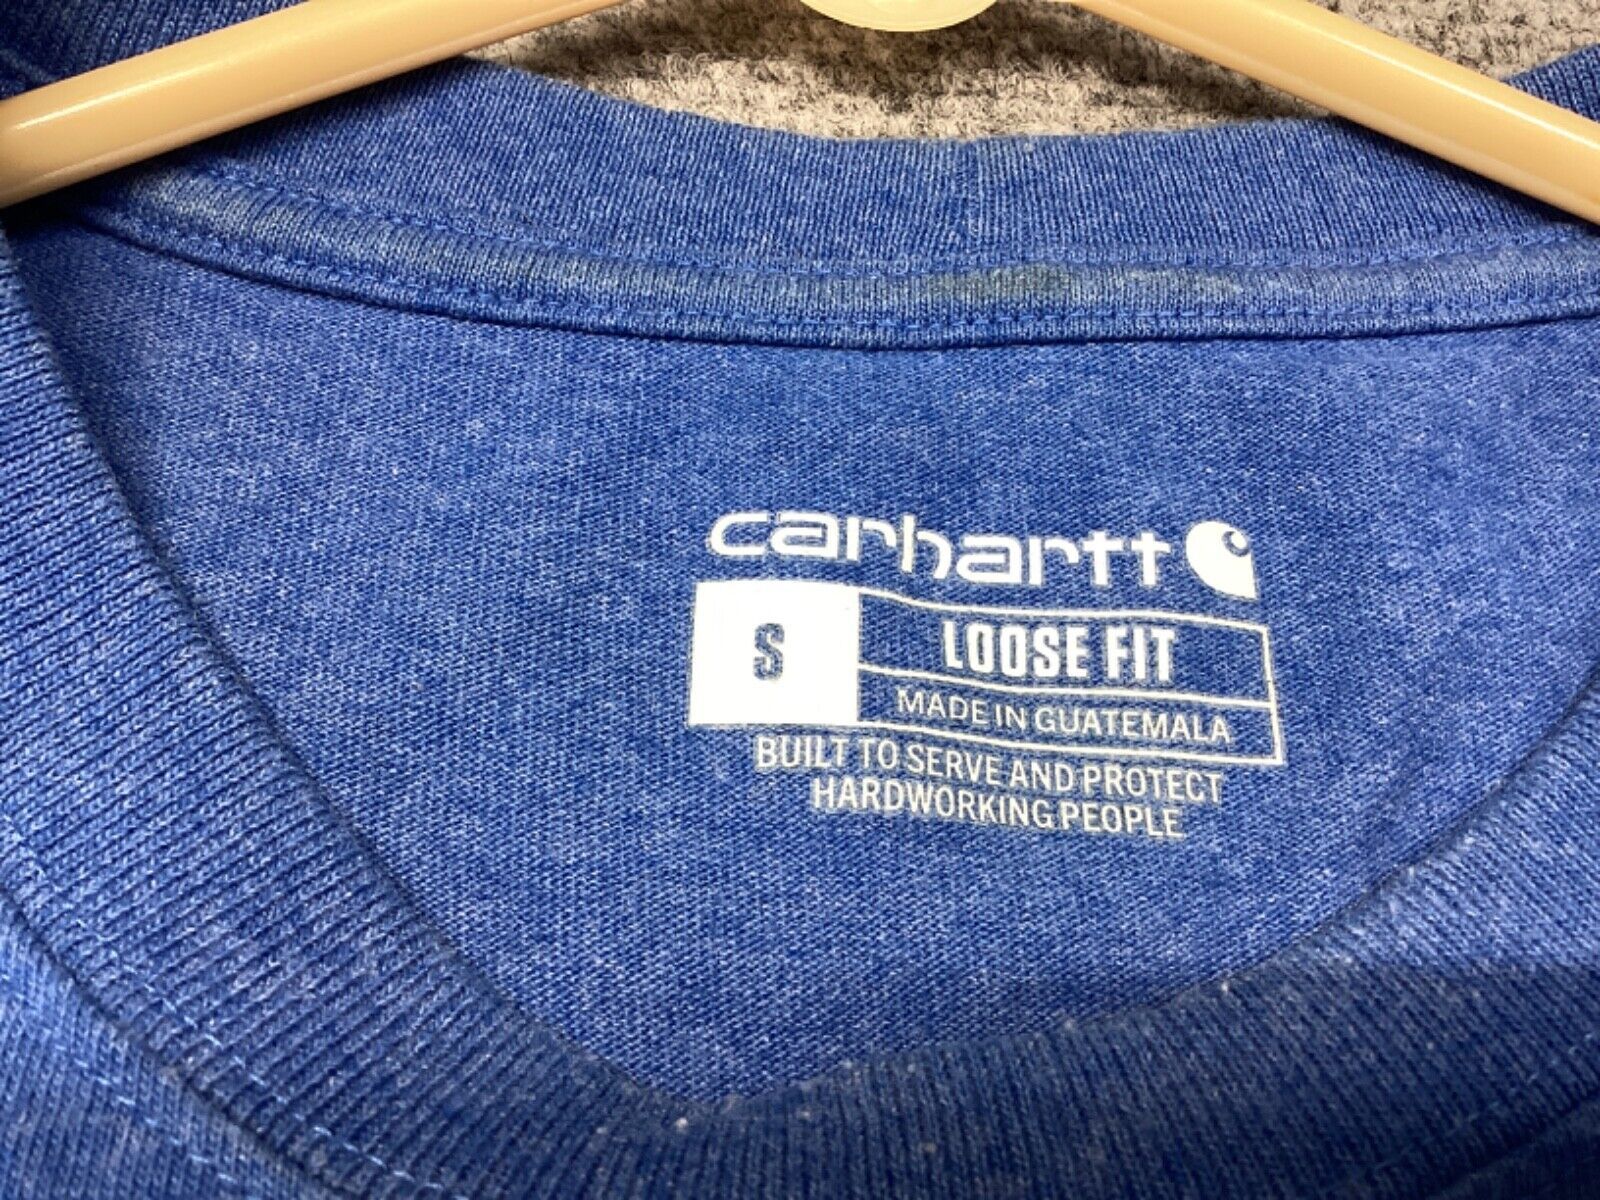 carhartt
S
LOOSE FIT
MADE IN GUATEMALA
BUILT TO SERVE AND PROTECT
HARDWORKING PEOPLE